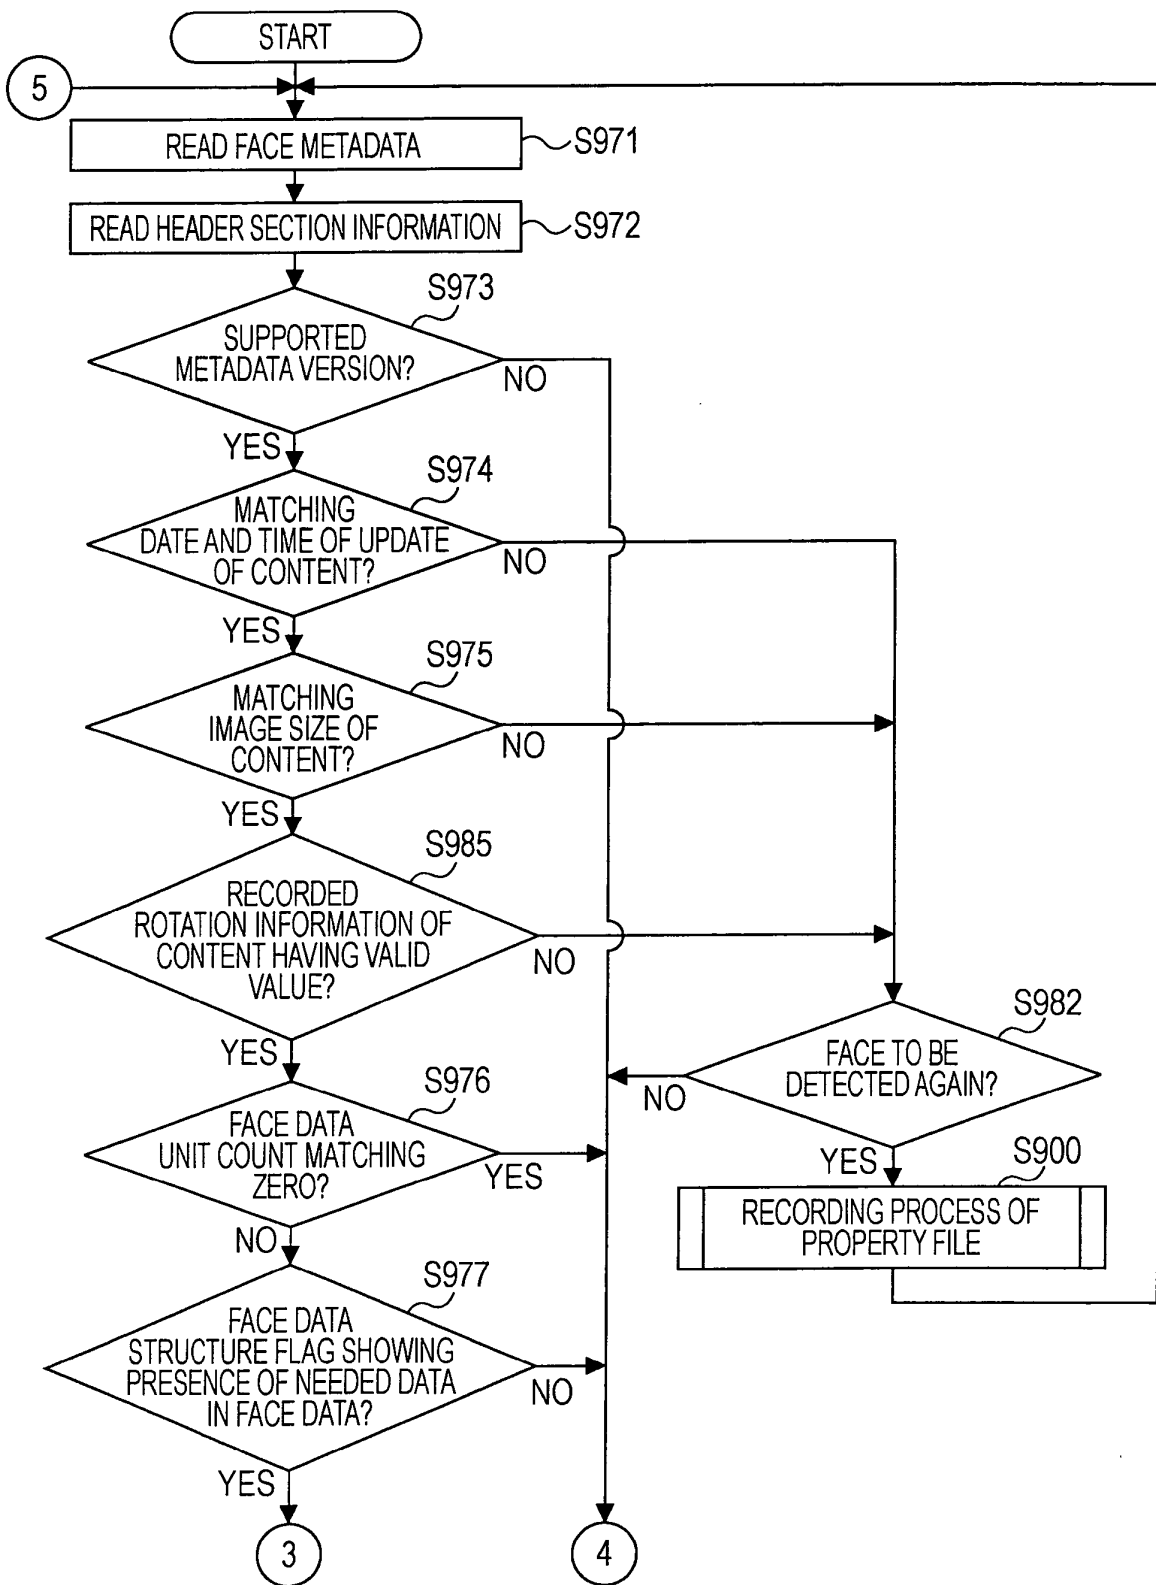 START
5
READ FACE METADATA
S971
READ HEADER SECTION INFORMATION
S972
S973
SUPPORTED
METADATA VERSION?
NO
YES
S974
MATCHING
DATE AND TIME OF UPDATE
OF CONTENT?
NO
YES
S975
MATCHING
IMAGE SIZE OF
CONTENT?
NO
YES
S985
RECORDED
ROTATION INFORMATION OF
CONTENT HAVING VALID
VALUE?
NO
YES
S982
FACE TO BE
DETECTED AGAIN?
NO
YES
S976
FACE DATA
UNIT COUNT MATCHING
ZERO?
YES
NO
S900
RECORDING PROCESS OF
PROPERTY FILE
S977
FACE DATA
STRUCTURE FLAG SHOWING
PRESENCE OF NEEDED DATA
IN FACE DATA?
NO
YES
3
4